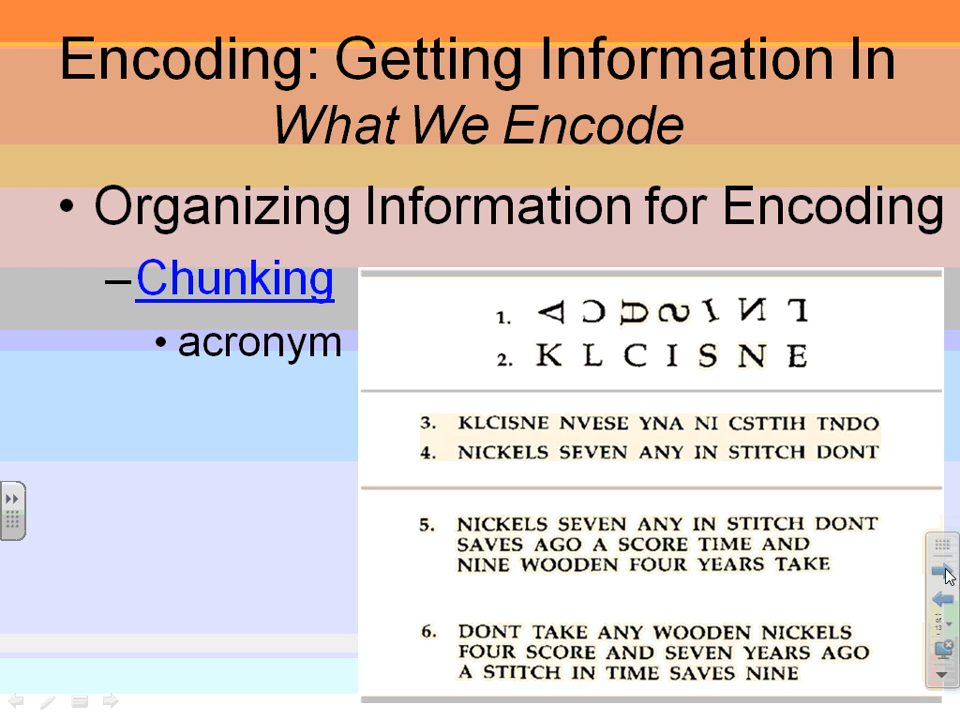 Encoding: Getting Information In
What We Encode
• Organizing Information for Encoding
–Chunking
• acronym
1.
2. K L C I S N E
3. KLCISNE NVESE YNA NI CSTTIH TNDO
4. NICKELS SEVEN ANY IN STITCH DONT
5. NICKELS SEVEN ANY IN STITCH DONT
SAVES AGO A SCORE TIME AND
NINE WOODEN FOUR YEARS TAKE
6. DONT TAKE ANY WOODEN NICKELS
FOUR SCORE AND SEVEN YEARS AGO
A STITCH IN TIME SAVES NINE